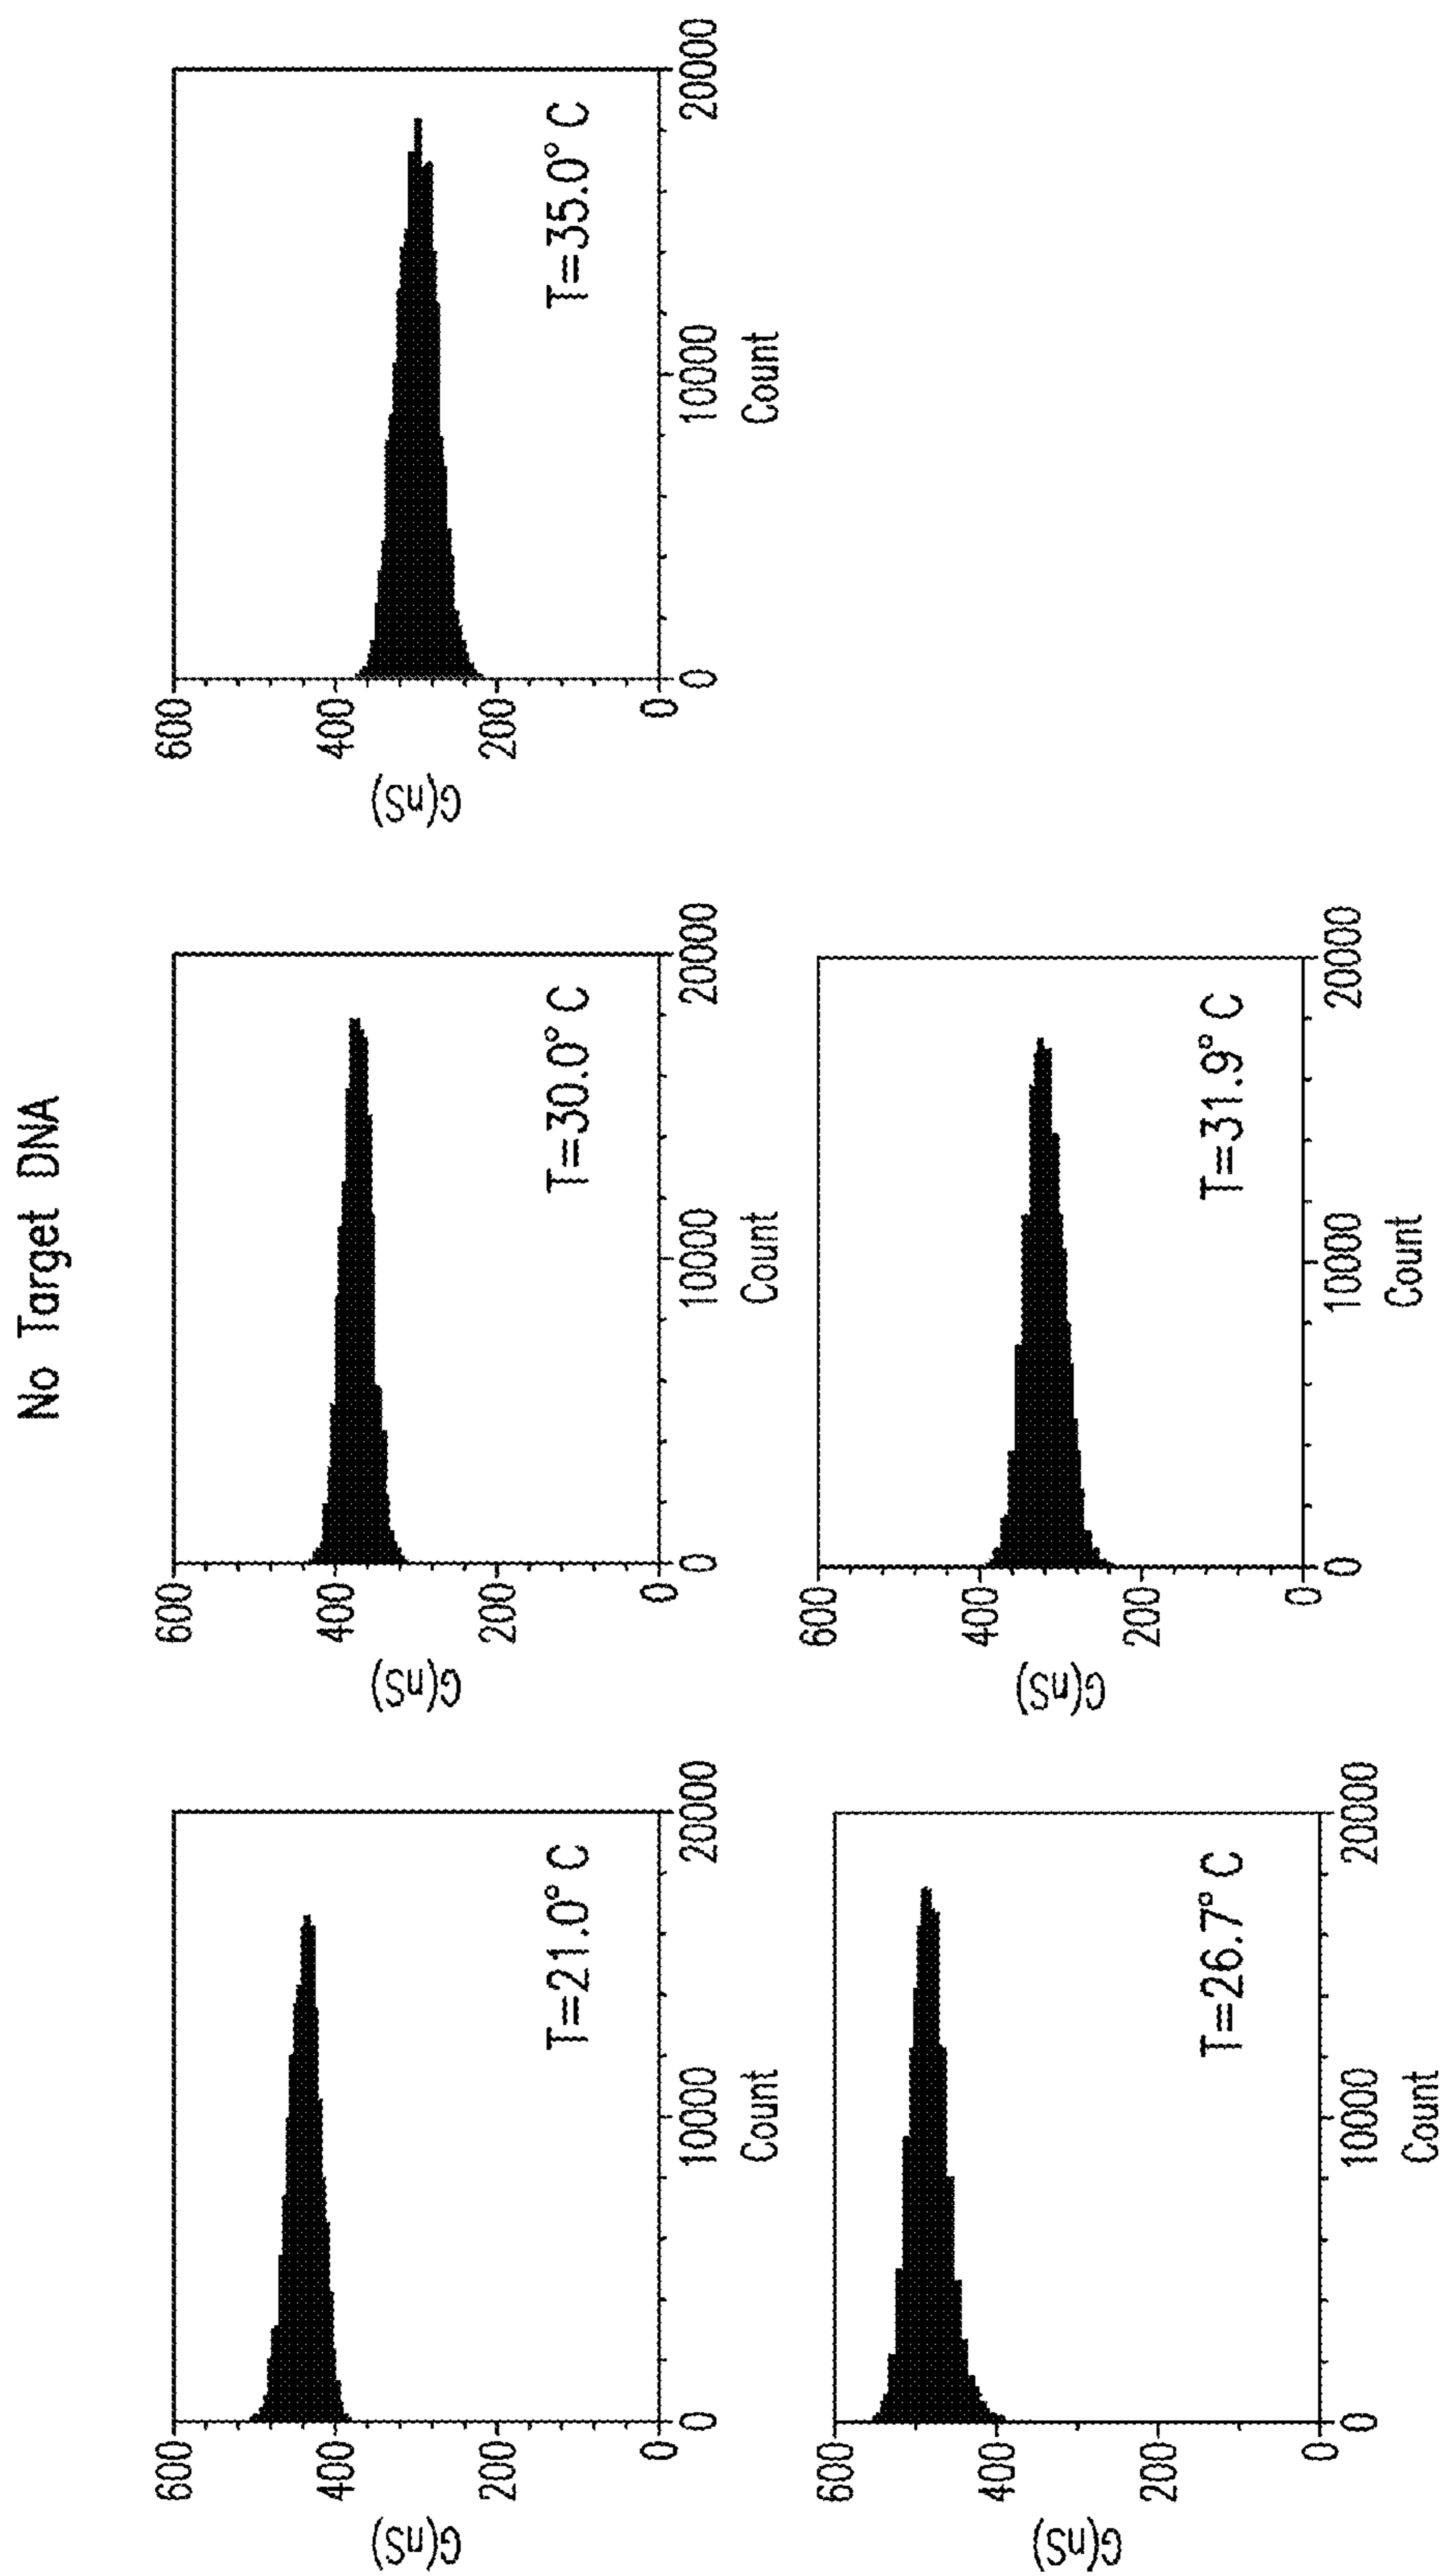 No Target DNA
G(nS)
600
400
200
0
T=21.0° C
0
10000
20000
Count
G(nS)
600
400
200
0
T=30.0° C
0
10000
20000
Count
G(nS)
600
400
200
0
T=35.0° C
0
10000
20000
Count
G(nS)
600
400
200
0
T=26.7° C
0
10000
20000
Count
G(nS)
600
400
200
0
T=31.9° C
0
10000
20000
Count